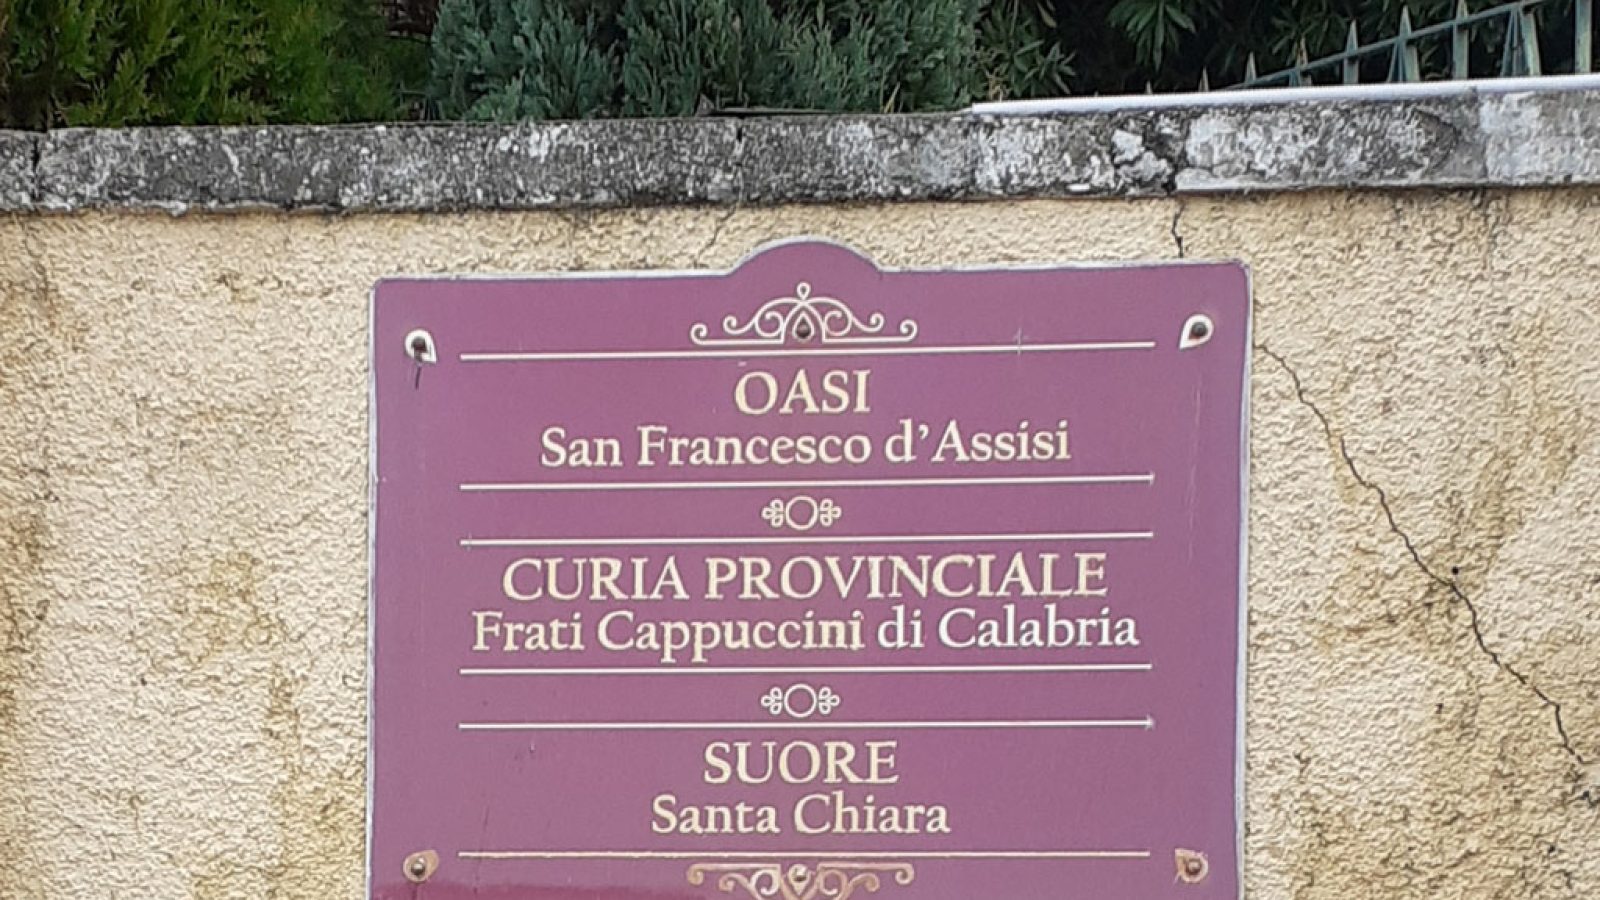 OASI
San Francesco d'Assisi
CURIA PROVINCIALE
Frati Cappuccini di Calabria
SUORE
Santa Chiara